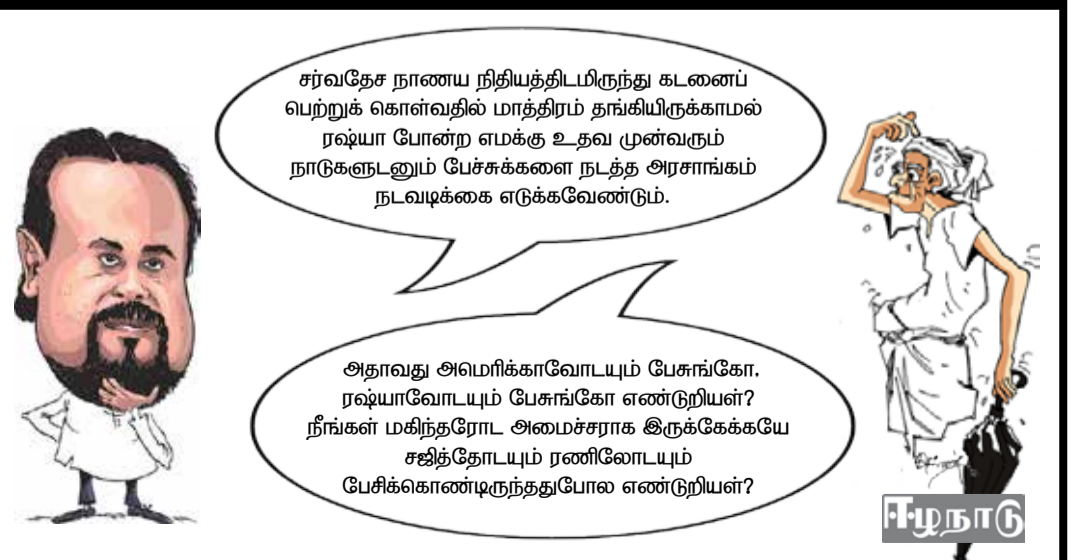 சர்வதேச நாணய நிதியத்திடமிருந்து கடனைப்
பெற்றுக் கொள்வதில் மாத்திரம் தங்கியிருக்காமல்
ரஷ்யா போன்ற எமக்கு உதவ முன்வரும்
நாடுகளுடனும் பேச்சுக்களை நடத்த அரசாங்கம்
நடவடிக்கை எடுக்கவேண்டும்.
அதாவது அமெரிக்காவோடயும் பேசுங்கோ,
ரஷ்யாவோடயும் பேசுங்கோ எண்டுறியள்?
நீங்கள் மகிந்தரோட அமைச்சராக இருக்கேக்கயே
சஜித்தோடயும் ரணிலோடயும்
பேசிக்கொண்டிருந்ததுபோல எண்டுறியள்?
ஈழநாடு